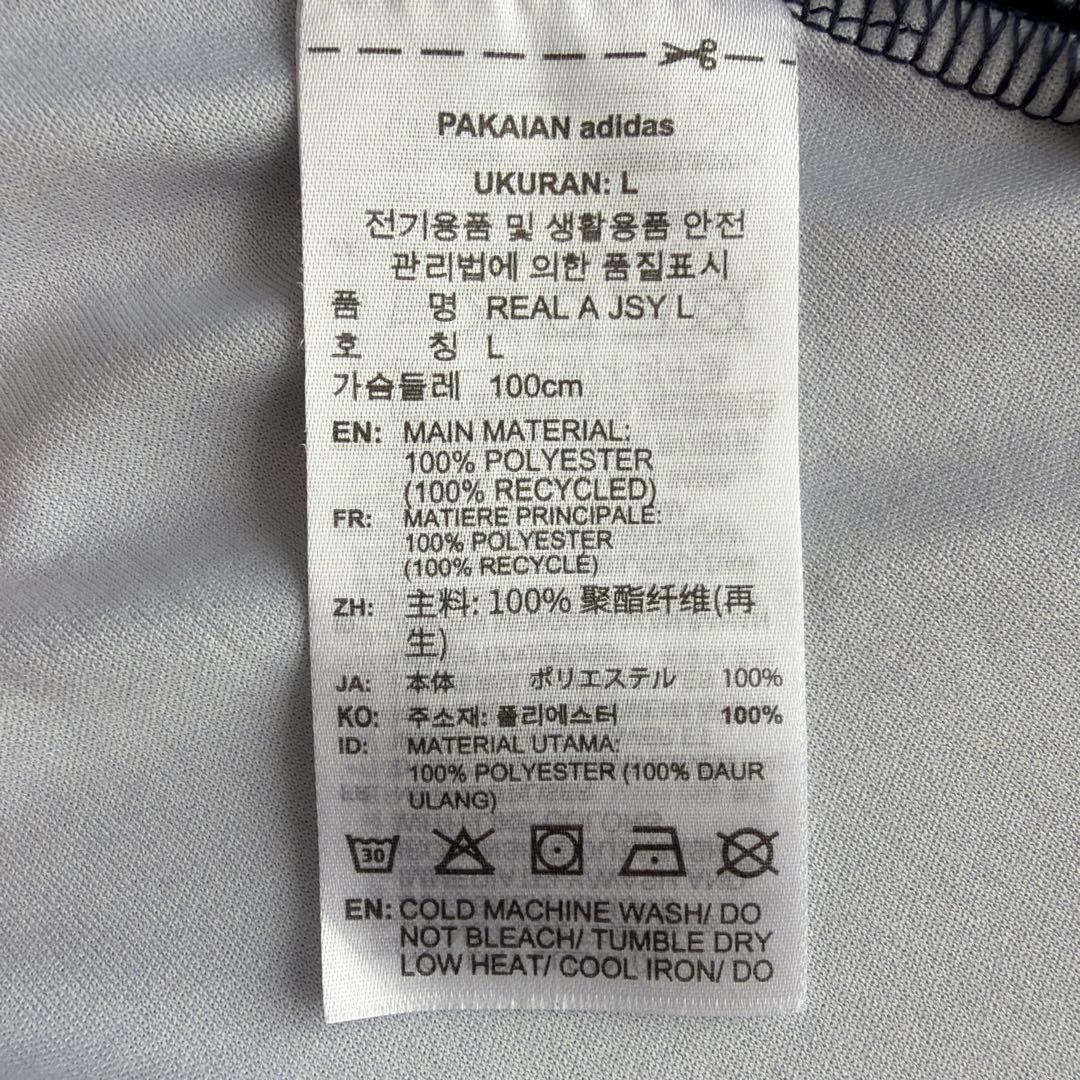 PAKAIAN adidas
UKURAN: L
전기용품 및 생활용품 안전
관리법에 의한 품질표시
품 명 REAL A JSY L
호 칭 L
가슴둘레 100cm
EN: MAIN MATERIAL:
100% POLYESTER
(100% RECYCLED)
FR: MATIERE PRINCIPALE:
100% POLYESTER
(100% RECYCLÉ)
ZH: 主料: 100% 聚酯纤维(再
生)
JA: 本体 ポリエステル 100%
KO: 주소재: 폴리에스터 100%
ID: MATERIAL UTAMA:
100% POLYESTER (100% DAUR
ULANG)
30
EN: COLD MACHINE WASH/ DO
NOT BLEACH/ TUMBLE DRY
LOW HEAT/ COOL IRON/ DO